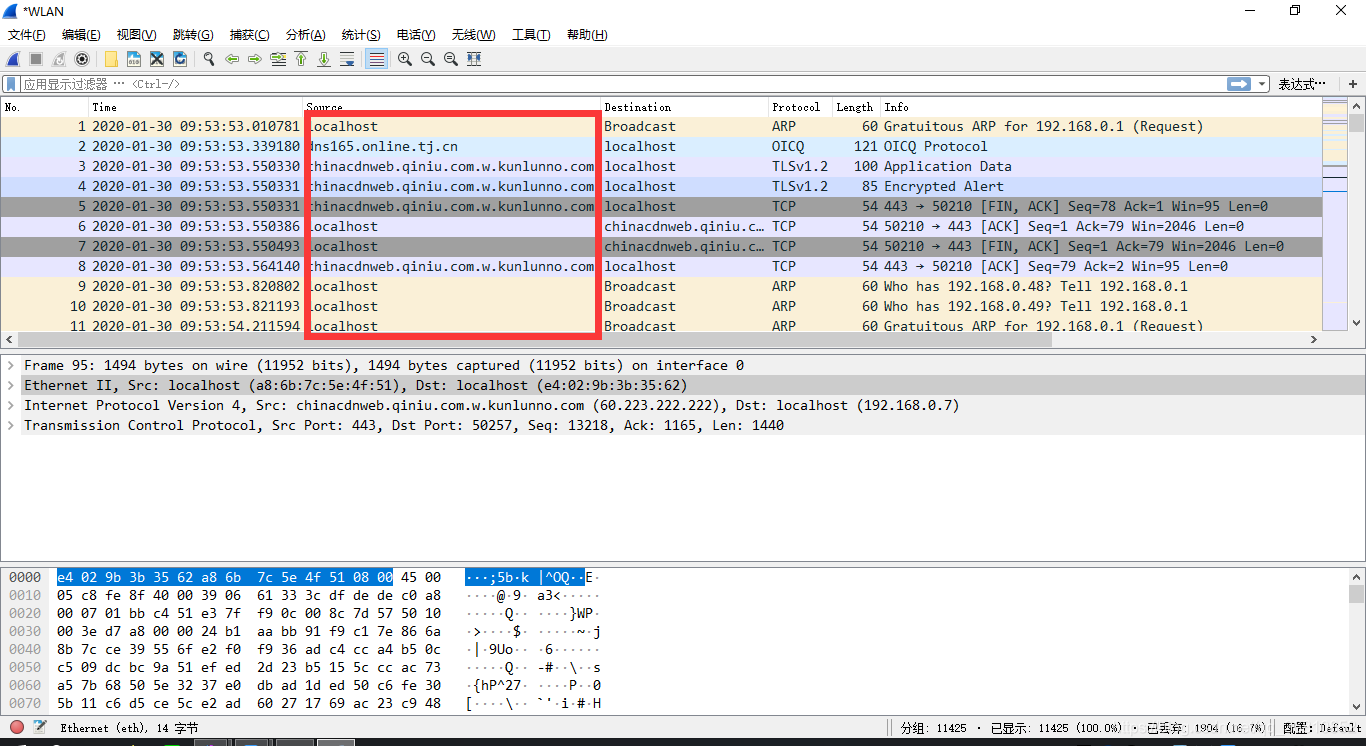 *WLAN
文件(F) 编辑(E) 视图(V) 跳转(G) 捕获(C) 分析(A) 统计(S) 电话(Y) 无线(W) 工具(T) 帮助(H)
应用显示过滤器 … <Ctrl-/> 表达式… +
No. Time Source Destination Protocol Length Info
1 2020-01-30 09:53:53.010781 localhost Broadcast ARP 60 Gratuitous ARP for 192.168.0.1 (Request)
2 2020-01-30 09:53:53.339180 dns165.online.tj.cn localhost OICQ 121 OICQ Protocol
3 2020-01-30 09:53:53.550330 chinacdnweb.qiniu.com.w.kunlunno.com localhost TLSv1.2 100 Application Data
4 2020-01-30 09:53:53.550331 chinacdnweb.qiniu.com.w.kunlunno.com localhost TLSv1.2 85 Encrypted Alert
5 2020-01-30 09:53:53.550331 chinacdnweb.qiniu.com.w.kunlunno.com localhost TCP 54 443 → 50210 [FIN, ACK] Seq=78 Ack=1 Win=95 Len=0
6 2020-01-30 09:53:53.550386 localhost chinacdnweb.qiniu.c… TCP 54 50210 → 443 [ACK] Seq=1 Ack=79 Win=2046 Len=0
7 2020-01-30 09:53:53.550493 localhost chinacdnweb.qiniu.c… TCP 54 50210 → 443 [FIN, ACK] Seq=1 Ack=79 Win=2046 Len=0
8 2020-01-30 09:53:53.564140 chinacdnweb.qiniu.com.w.kunlunno.com localhost TCP 54 443 → 50210 [ACK] Seq=79 Ack=2 Win=95 Len=0
9 2020-01-30 09:53:53.820802 localhost Broadcast ARP 60 Who has 192.168.0.48? Tell 192.168.0.1
10 2020-01-30 09:53:53.821193 localhost Broadcast ARP 60 Who has 192.168.0.49? Tell 192.168.0.1
11 2020-01-30 09:53:54.211594 localhost Broadcast ARP 60 Gratuitous ARP for 192.168.0.1 (Request)
Frame 95: 1494 bytes on wire (11952 bits), 1494 bytes captured (11952 bits) on interface 0
Ethernet II, Src: localhost (a8:6b:7c:5e:4f:51), Dst: localhost (e4:02:9b:3b:35:62)
Internet Protocol Version 4, Src: chinacdnweb.qiniu.com.w.kunlunno.com (60.223.222.222), Dst: localhost (192.168.0.7)
Transmission Control Protocol, Src Port: 443, Dst Port: 50257, Seq: 13218, Ack: 1165, Len: 1440
0000 e4 02 9b 3b 35 62 a8 6b 7c 5e 4f 51 08 00 45 00 ···;5b·k |^OQ··E·
0010 05 c8 fe 8f 40 00 39 06 61 33 3c df de de c0 a8 ····@·9· a3<·····
0020 00 07 01 bb c4 51 e3 7f f9 0c 00 8c 7d 57 50 10 ·····Q·· ····}WP·
0030 00 3e d7 a8 00 00 24 b1 aa bb 91 f9 c1 7e 86 6a ·>····$· ·····~·j
0040 8b 7c ce 39 55 6f e2 f0 f9 36 ad c4 cc a4 b5 0c ·|·9Uo·· ·6······
0050 c5 09 dc bc 9a 51 ef ed 2d 23 b5 15 5c cc ac 73 ·····Q·· -#··\··s
0060 a5 7b 68 50 5e 32 37 e0 db ad 1d ed 50 c6 fe 30 ·{hP^27· ····P··0
0070 5b 11 c6 d5 ce 5c e2 ad 60 27 17 69 ac 23 c9 48 [····\·· `'·i·#·H
Ethernet (eth), 14 字节 分组: 11425 · 已显示: 11425 (100.0%) · 已丢弃: 1904 (16.7%) 配置: Default